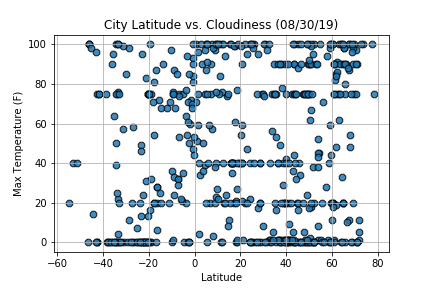 City Latitude vs. Cloudiness (08/30/19)
100
80
60
40
20
0
Max Temperature (F)
−60 −40 −20 0 20 40 60 80
Latitude